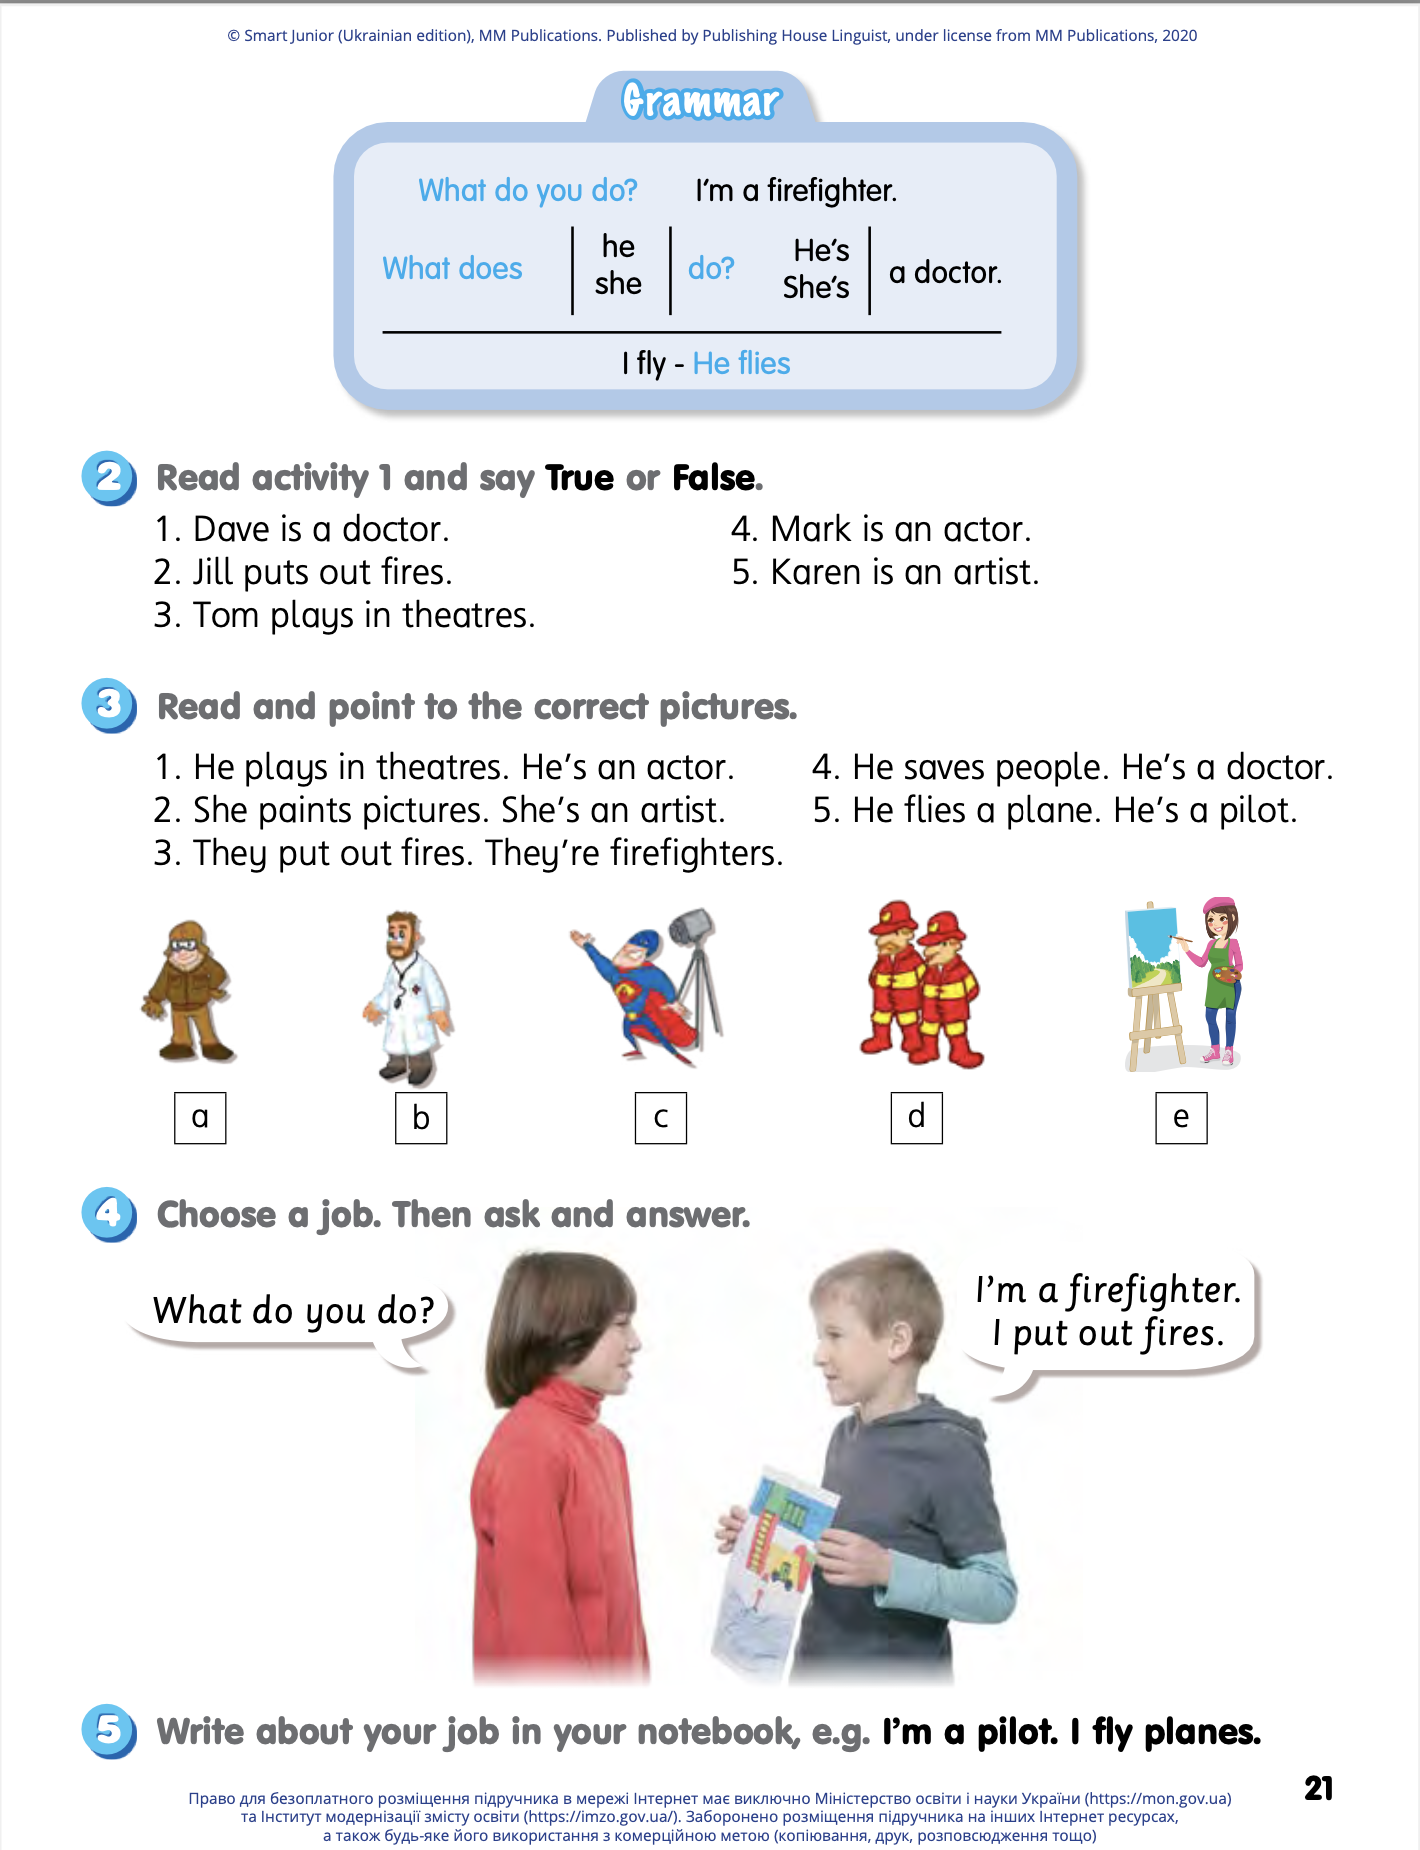 © Smart Junior (Ukrainian edition), MM Publications. Published by Publishing House Linguist, under license from MM Publications, 2020
Grammar
What do you do? I'm a firefighter.
What does he she do? He's She's a doctor.
I fly - He flies
2 Read activity 1 and say True or False.
1. Dave is a doctor.
2. Jill puts out fires.
3. Tom plays in theatres.
4. Mark is an actor.
5. Karen is an artist.
3 Read and point to the correct pictures.
1. He plays in theatres. He's an actor.
2. She paints pictures. She's an artist.
3. They put out fires. They're firefighters.
4. He saves people. He's a doctor.
5. He flies a plane. He's a pilot.
a b c d e
4 Choose a job. Then ask and answer.
What do you do?
I'm a firefighter.
I put out fires.
5 Write about your job in your notebook, e.g. I'm a pilot. I fly planes.
21
Право для безоплатного розміщення підручника в мережі Інтернет має виключно Міністерство освіти і науки України (https://mon.gov.ua)
та Інститут модернізації змісту освіти (https://imzo.gov.ua/). Заборонено розміщення підручника на інших Інтернет ресурсах,
а також будь-яке його використання з комерційною метою (копіювання, друк, розповсюдження тощо)